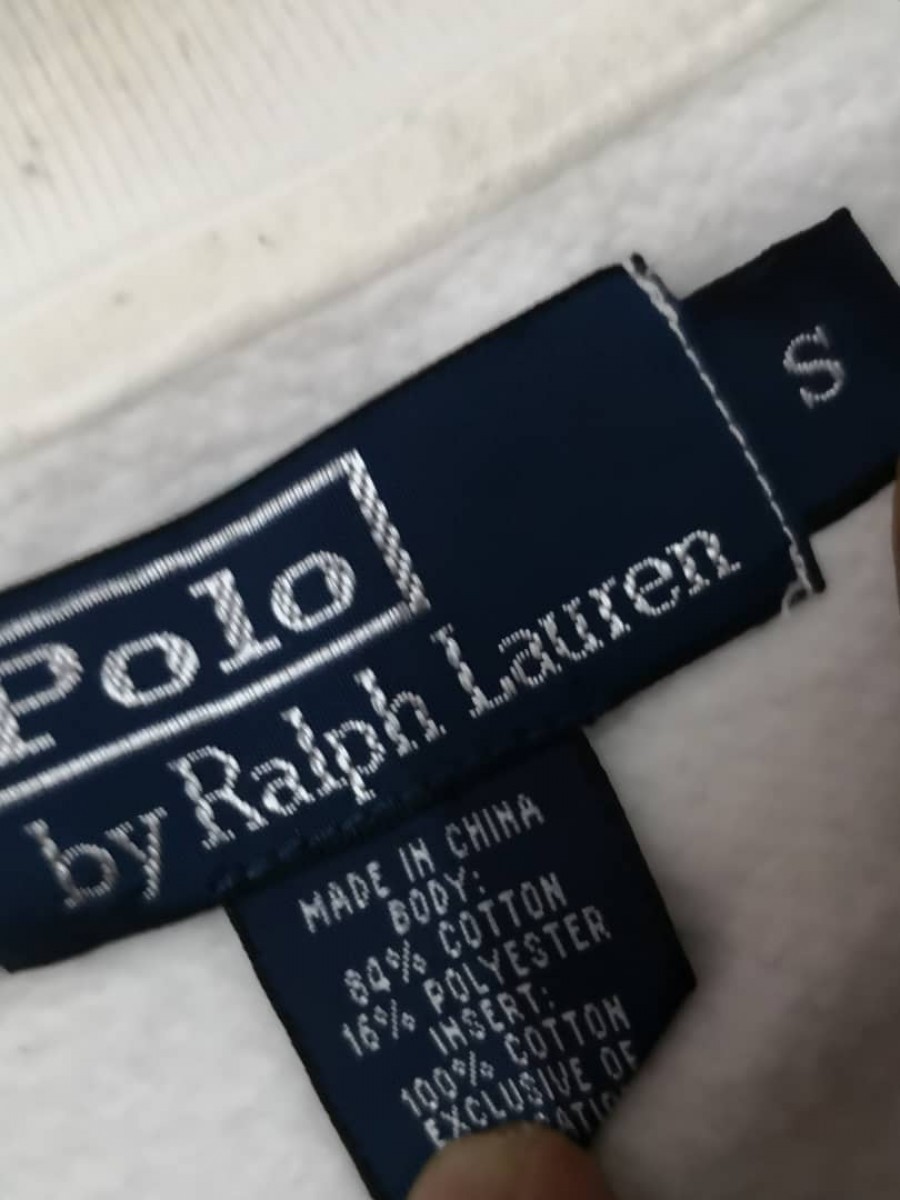 Polo
by Ralph Lauren
S
MADE IN CHINA
BODY:
84% COTTON
16% POLYESTER
INSERT:
100% COTTON
EXCLUSIVE OF